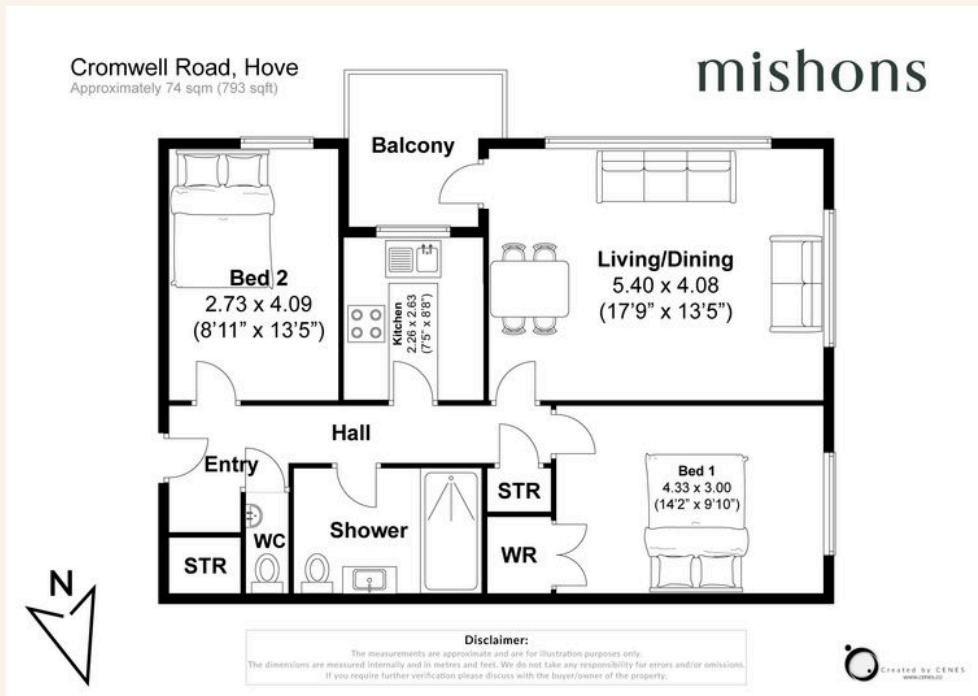 Cromwell Road, Hove
Approximately 74 sqm (793 sqft)
mishons
Balcony
Bed 2
2.73 x 4.09
(8'11” x 13'5”)
Kitchen
2.26 x 2.63
(7'5” x 8'8”)
Living/Dining
5.40 x 4.08
(17'9” x 13'5”)
Hall
Entry
STR
WC
Shower
STR
WR
Bed 1
4.33 x 3.00
(14'2” x 9'10”)
STR
N
Disclaimer:
The measurements are approximate and are for illustration purposes only.
The dimensions are measured internally and in metres and feet. We do not take any responsibility for errors and/or omissions.
If you require further verification please discuss with the buyer/owner of the property.
Created by CENES
www.cenes.co